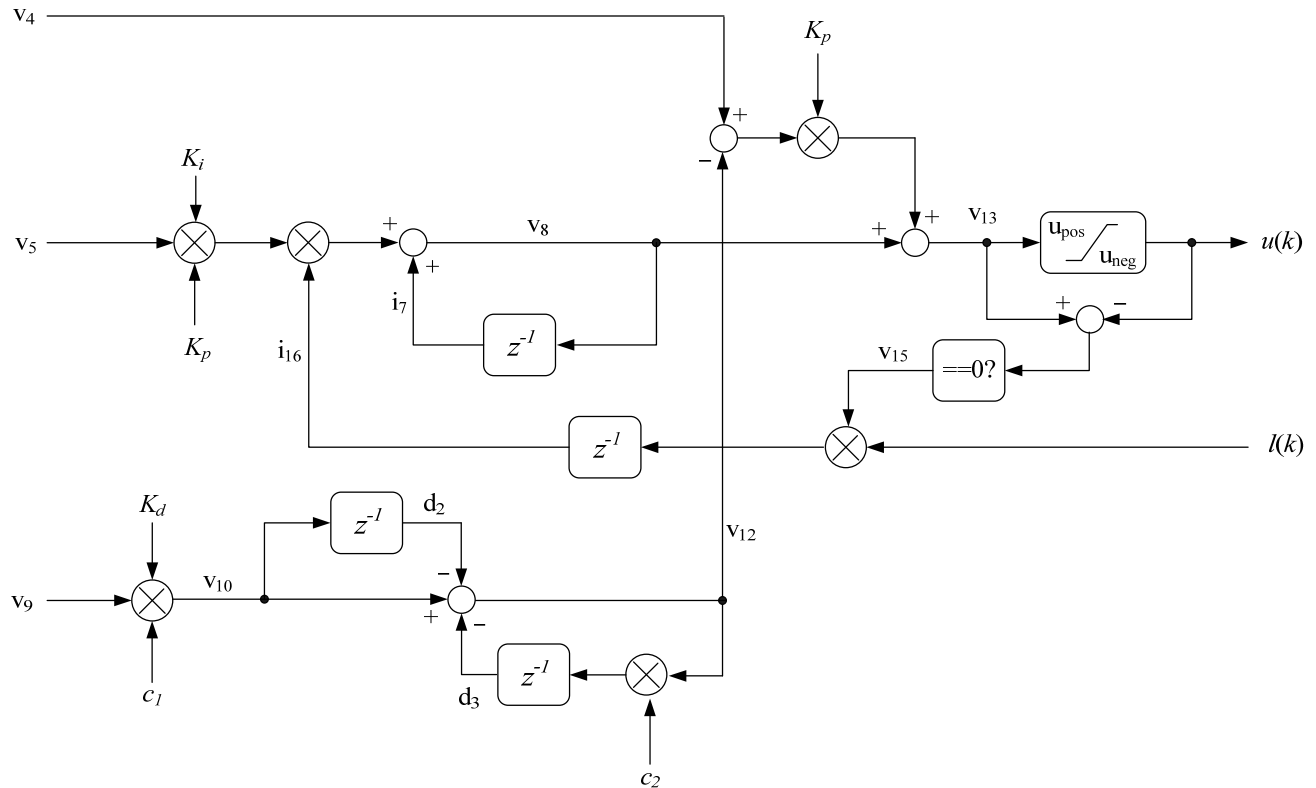 v4
Kp
+
−
Ki
v5
Kp
+
+
i7
v8
z-1
+
+
v13
upos
uneg
u(k)
+
−
v15
==0?
i16
z-1
l(k)
Kd
z-1
d2
v12
v9
v10
−
+
−
c1
d3
z-1
c2